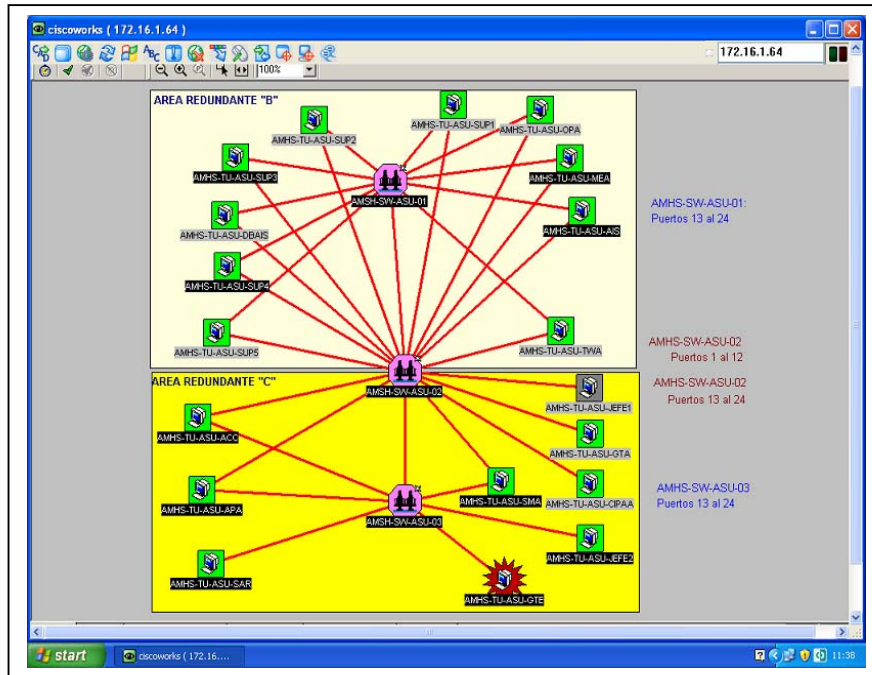 ciscoworks ( 172.16.1.64 )
172.16.1.64
100%
AREA REDUNDANTE "B"
AMHS-TU-ASU-SUP1
AMHS-TU-ASU-OPA
AMHS-TU-ASU-SUP2
AMHS-TU-ASU-SUP3
AMHS-TU-ASU-MEA
AMSH-SW-ASU-01
AMHS-SW-ASU-01:
Puertos 13 al 24
AMHS-TU-ASU-DBAIS
AMHS-TU-ASU-AIS
AMHS-TU-ASU-SUP4
AMHS-TU-ASU-SUP5
AMHS-TU-ASU-TWA
AMHS-SW-ASU-02
Puertos 1 al 12
AREA REDUNDANTE "C"
AMSH-SW-ASU-02
AMHS-SW-ASU-02
Puertos 13 al 24
AMHS-TU-ASU-JEFE1
AMHS-TU-ASU-ACC
AMHS-TU-ASU-GTA
AMHS-TU-ASU-APA
AMHS-TU-ASU-SMA
AMHS-TU-ASU-CIPAA
AMHS-SW-ASU-03
Puertos 13 al 24
AMSH-SW-ASU-03
AMHS-TU-ASU-JEFE2
AMHS-TU-ASU-SAR
AMHS-TU-ASU-GTE
start
ciscoworks ( 172.16....
11:38